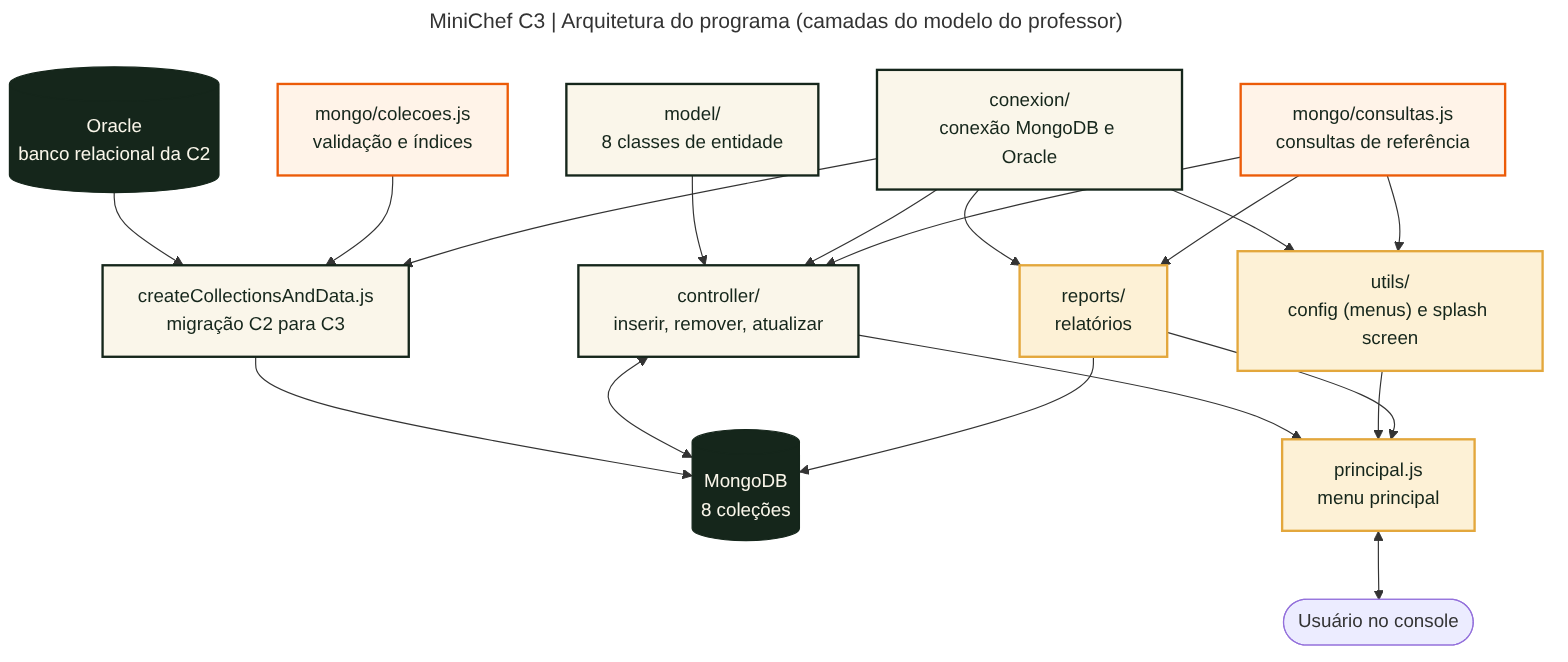 MiniChef C3 | Arquitetura do programa (camadas do modelo do professor)
Oracle
banco relacional da C2
mongo/colecoes.js
validação e índices
model/
8 classes de entidade
conexion/
conexão MongoDB e
Oracle
mongo/consultas.js
consultas de referência
createCollectionsAndData.js
migração C2 para C3
controller/
inserir, remover, atualizar
reports/
relatórios
utils/
config (menus) e splash
screen
MongoDB
8 coleções
principal.js
menu principal
Usuário no console